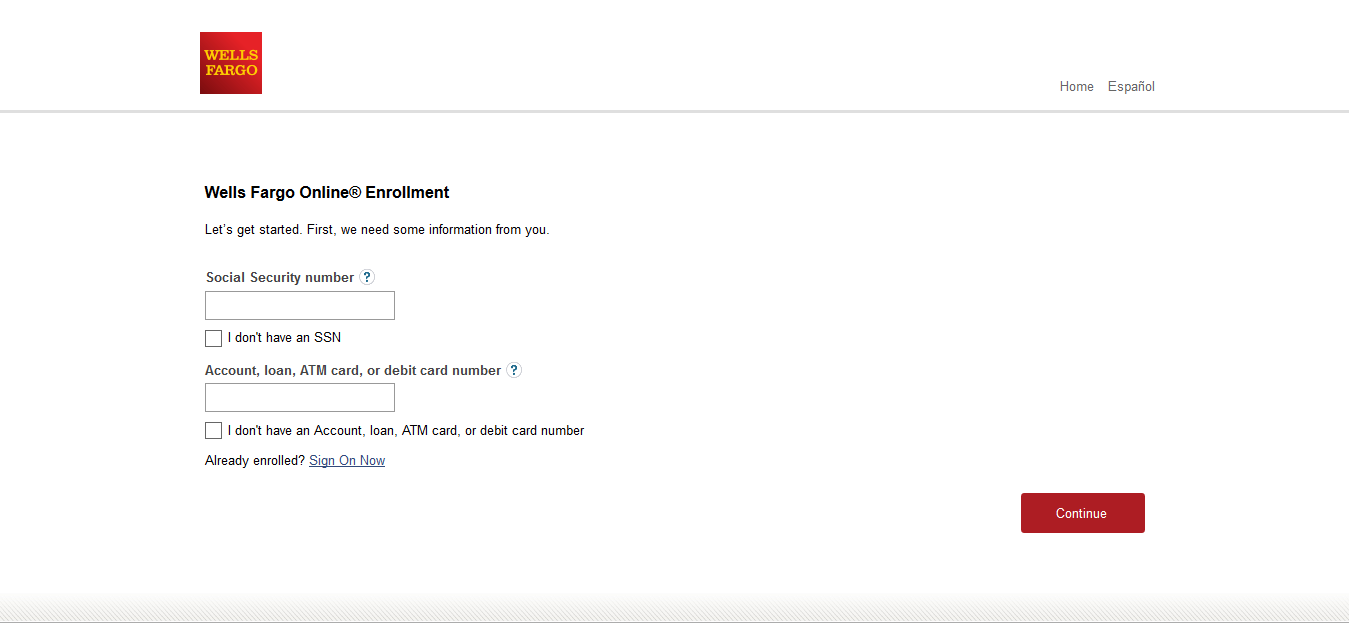 WELLS
FARGO
Home Español
Wells Fargo Online® Enrollment
Let's get started. First, we need some information from you.
Social Security number ?
I don't have an SSN
Account, loan, ATM card, or debit card number ?
I don't have an Account, loan, ATM card, or debit card number
Already enrolled? Sign On Now
Continue